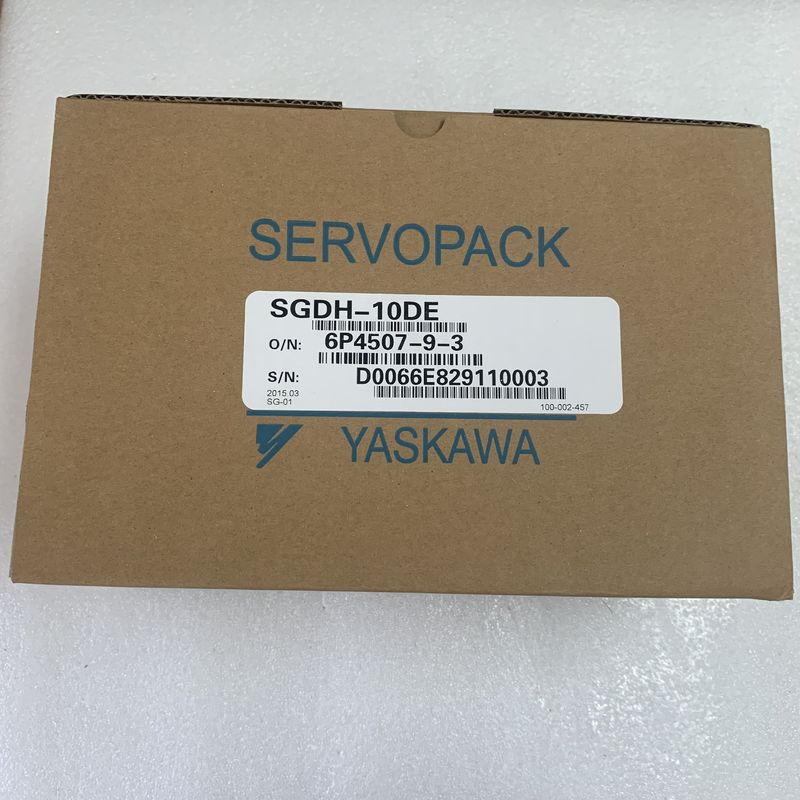 SERVOPACK
SGDH-10DE
O/N: 6P4507-9-3
S/N: D0066E829110003
2015.03
SG-01 100-002-457
YASKAWA